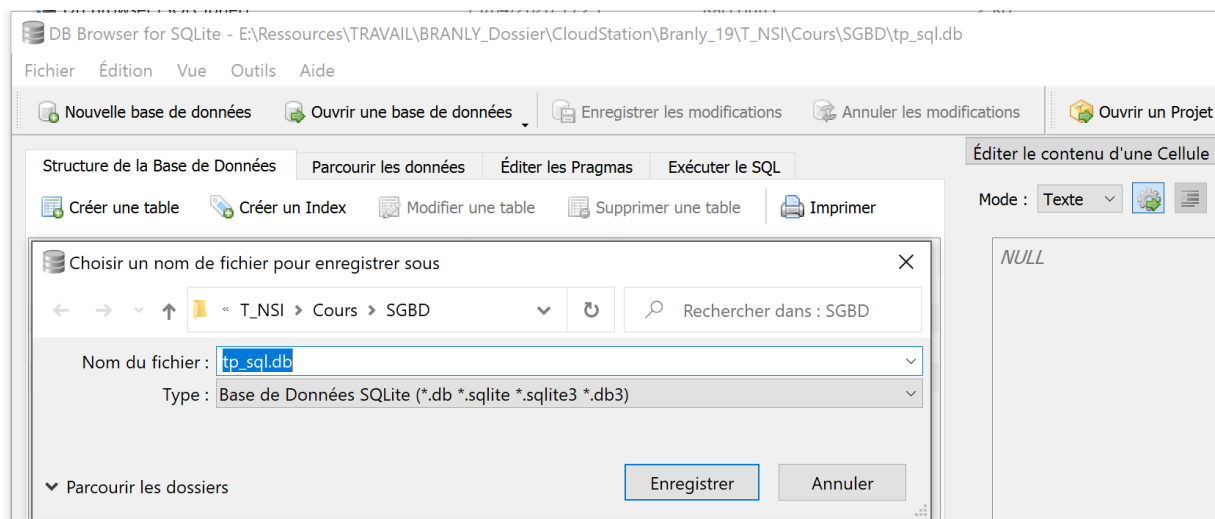 DB Browser for SQLite - E:\Ressources\TRAVAIL\BRANLY_Dossier\CloudStation\Branly_19\T_NSI\Cours\SGBD\tp_sql.db
Fichier Édition Vue Outils Aide
Nouvelle base de données Ouvrir une base de données Enregistrer les modifications Annuler les modifications Ouvrir un Projet
Structure de la Base de Données Parcourir les données Éditer les Pragmas Exécuter le SQL Éditer le contenu d'une Cellule
Créer une table Créer un Index Modifier une table Supprimer une table Imprimer Mode : Texte
Choisir un nom de fichier pour enregistrer sous NULL
« T_NSI > Cours > SGBD Rechercher dans : SGBD
Nom du fichier : tp_sql.db
Type : Base de Données SQLite (*.db *.sqlite *.sqlite3 *.db3)
Parcourir les dossiers Enregistrer Annuler